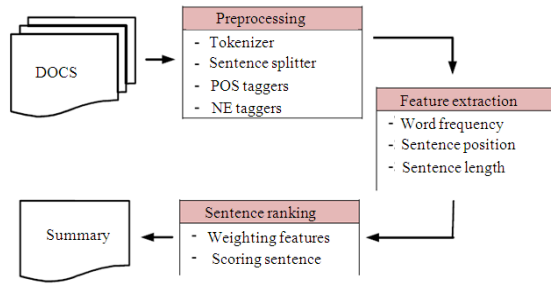 DOCS
Preprocessing
- Tokenizer
- Sentence splitter
- POS taggers
- NE taggers
Feature extraction
- Word frequency
- Sentence position
- Sentence length
Sentence ranking
- Weighting features
- Scoring sentence
Summary